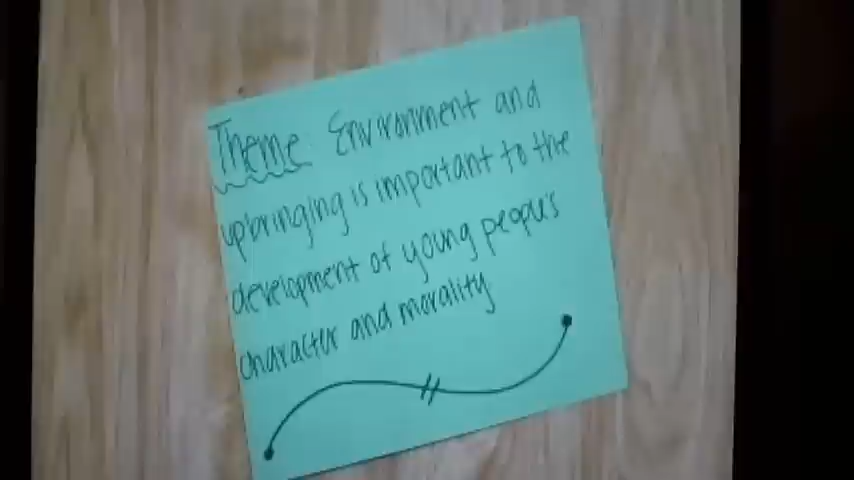 Theme: Environment and
upbringing is important to the
development of young people's
character and morality